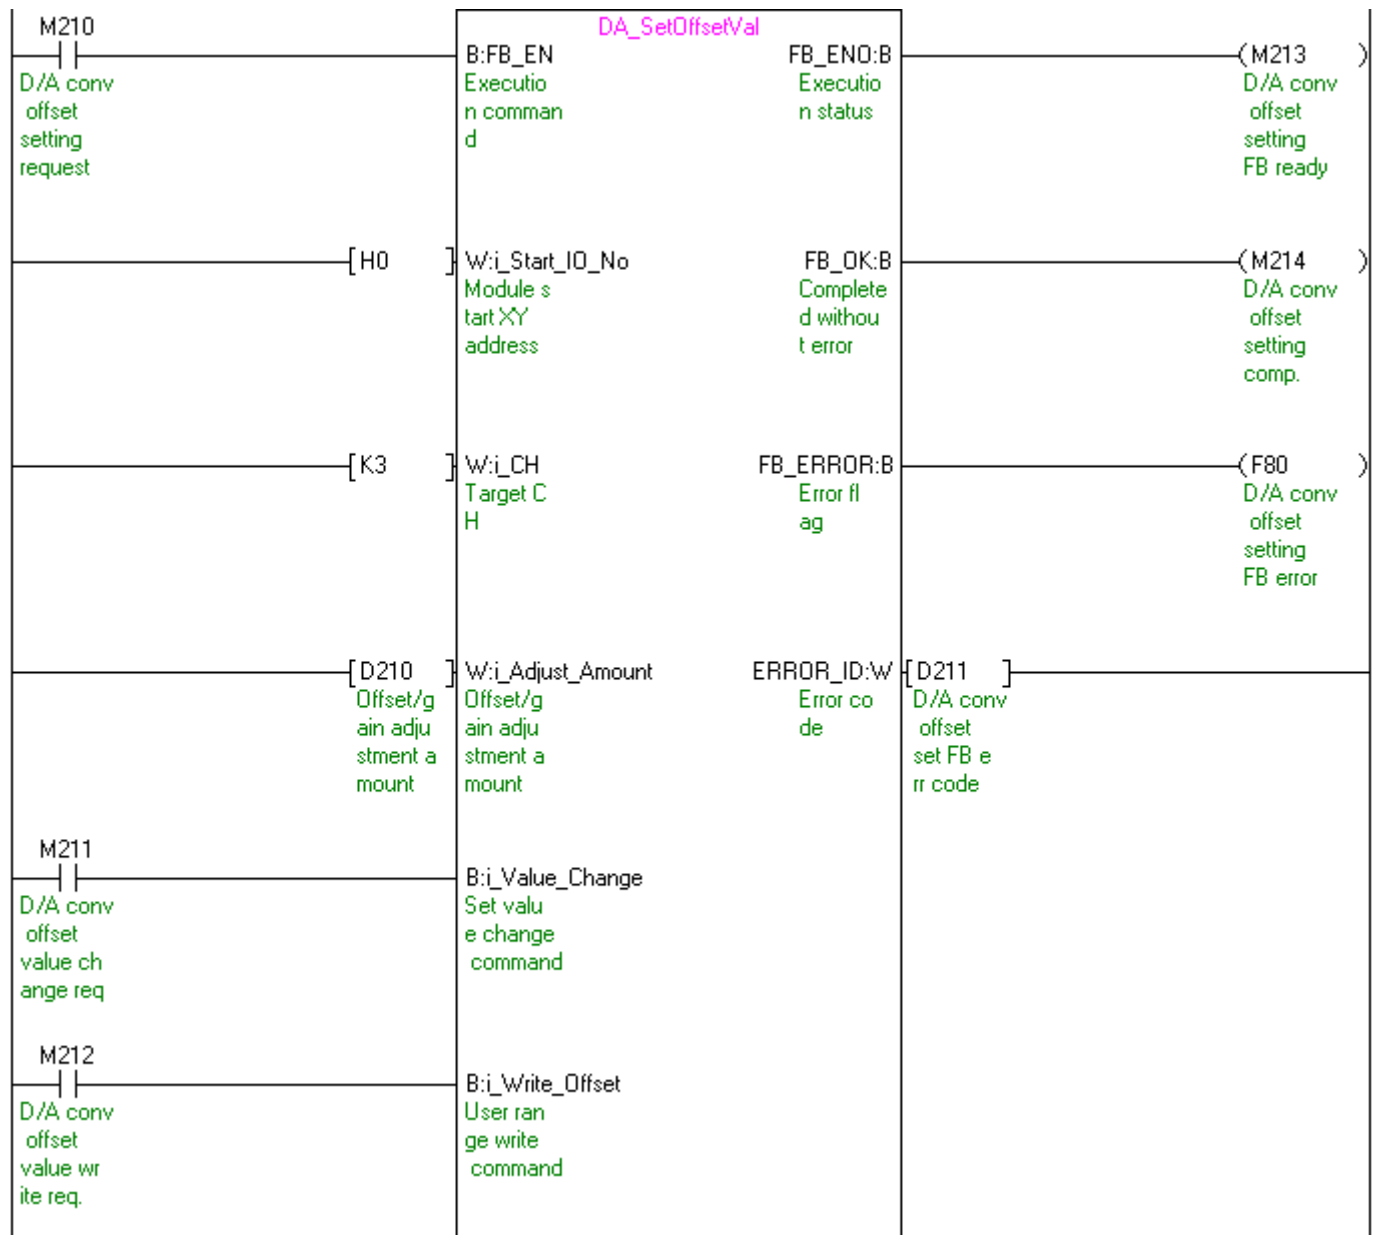 M210
DA_SetOffsetVal
B:FB_EN
FB_ENO:B
(M213 )
D/A conv
offset
setting
request
Executio
n comman
d
Executio
n status
D/A conv
offset
setting
FB ready
[H0 ]
W:i_Start_IO_No
FB_OK:B
(M214 )
Module s
tart XY
address
Complete
d withou
t error
D/A conv
offset
setting
comp.
[K3 ]
W:i_CH
FB_ERROR:B
(F80 )
Target C
H
Error fl
ag
D/A conv
offset
setting
FB error
[D210 ]
W:i_Adjust_Amount
ERROR_ID:W
[D211 ]
Offset/g
ain adju
stment a
mount
Offset/g
ain adju
stment a
mount
Error co
de
D/A conv
offset
set FB e
rr code
M211
B:i_Value_Change
D/A conv
offset
value ch
ange req
Set valu
e change
command
M212
B:i_Write_Offset
D/A conv
offset
value wr
ite req.
User ran
ge write
command